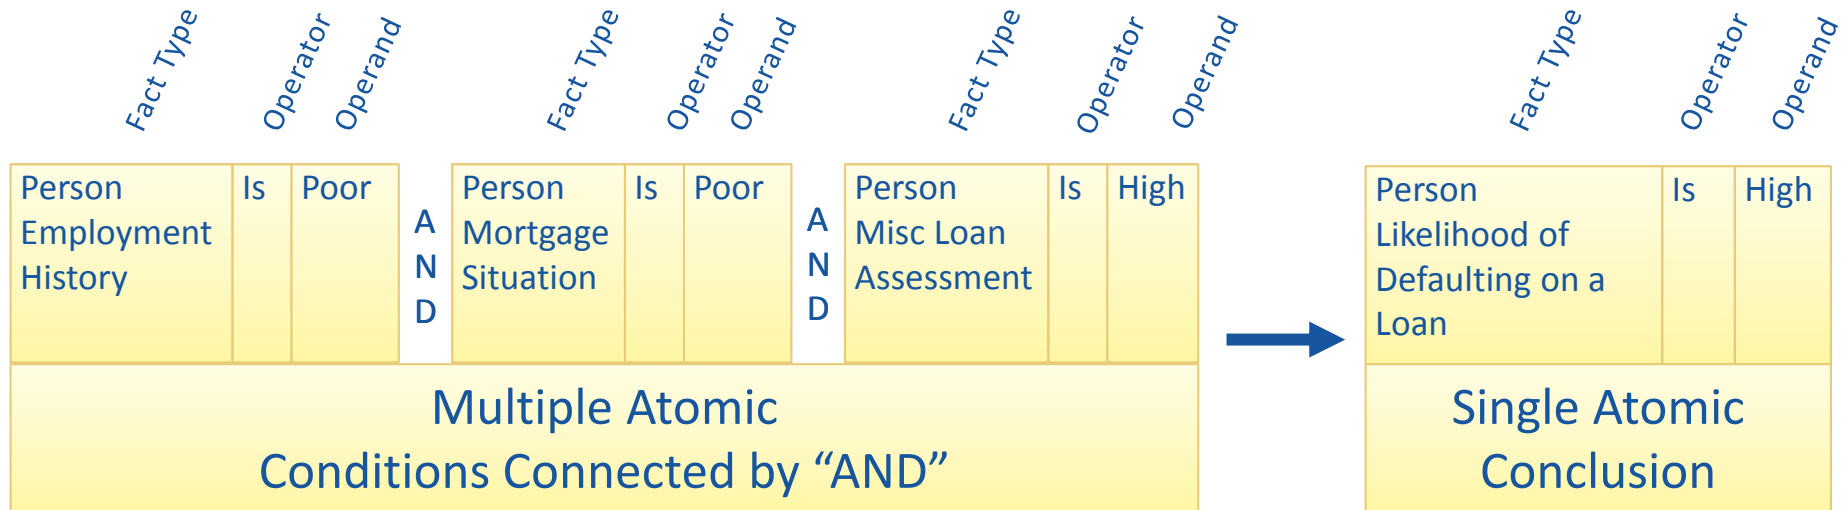 Fact Type Operator Operand Fact Type Operator Operand Fact Type Operator Operand Fact Type Operator Operand
Person Is Poor
Employment
History
A
N
D
Person Is Poor
Mortgage
Situation
A
N
D
Person Is High
Misc Loan
Assessment
Person Is High
Likelihood of
Defaulting on a
Loan
Multiple Atomic
Conditions Connected by “AND”
Single Atomic
Conclusion